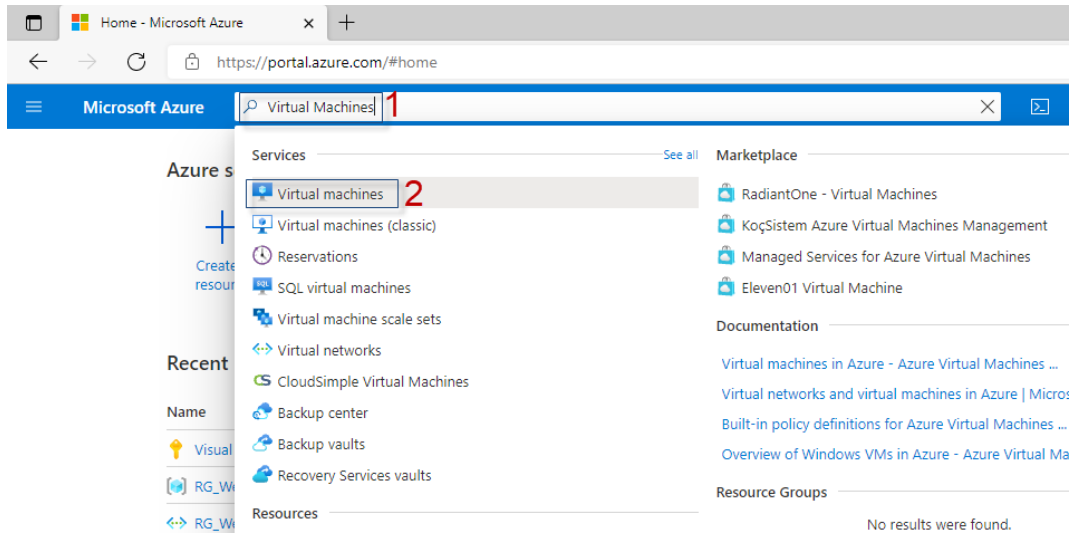 Home - Microsoft Azure
https://portal.azure.com/#home
Microsoft Azure
Virtual Machines
1
Azure s
Create
resour
Recent
Name
Visual
RG_We
RG_We
Services
See all
Virtual machines
2
Virtual machines (classic)
Reservations
SQL virtual machines
Virtual machine scale sets
Virtual networks
CloudSimple Virtual Machines
Backup center
Backup vaults
Recovery Services vaults
Resources
Marketplace
RadiantOne - Virtual Machines
KoçSistem Azure Virtual Machines Management
Managed Services for Azure Virtual Machines
Eleven01 Virtual Machine
Documentation
Virtual machines in Azure - Azure Virtual Machines ...
Virtual networks and virtual machines in Azure | Micros
Built-in policy definitions for Azure Virtual Machines ...
Overview of Windows VMs in Azure - Azure Virtual Ma
Resource Groups
No results were found.